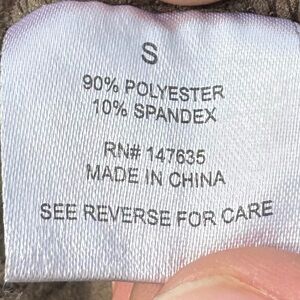 S
90% POLYESTER
10% SPANDEX
RN# 147635
MADE IN CHINA
SEE REVERSE FOR CARE